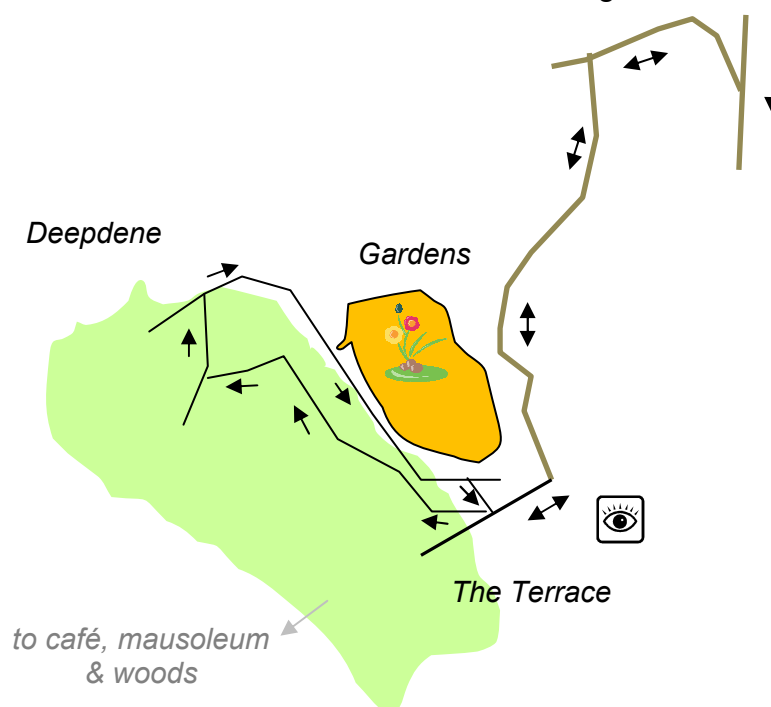 Deepdene
Gardens
The Terrace
to café, mausoleum
& woods